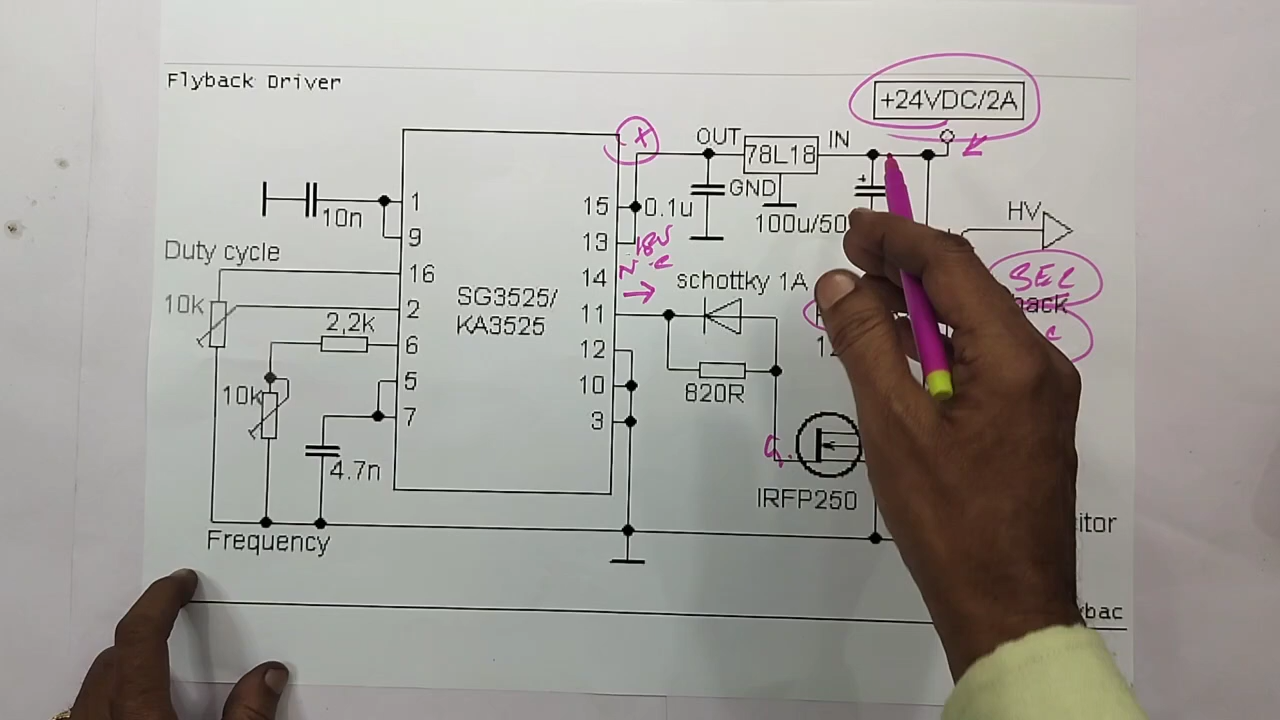 Flyback Driver
+24VDC/2A
X
OUT
78L18
IN
10n
1
9
16
2
6
5
7
15
13
14
11
12
10
3
0.1u
GND
100u/50
HV
18V
N.C
Duty cycle
10k
SG3525/
KA3525
schottky 1A
SEC
2,2k
10k
820R
4.7n
G.
IRFP250
Frequency